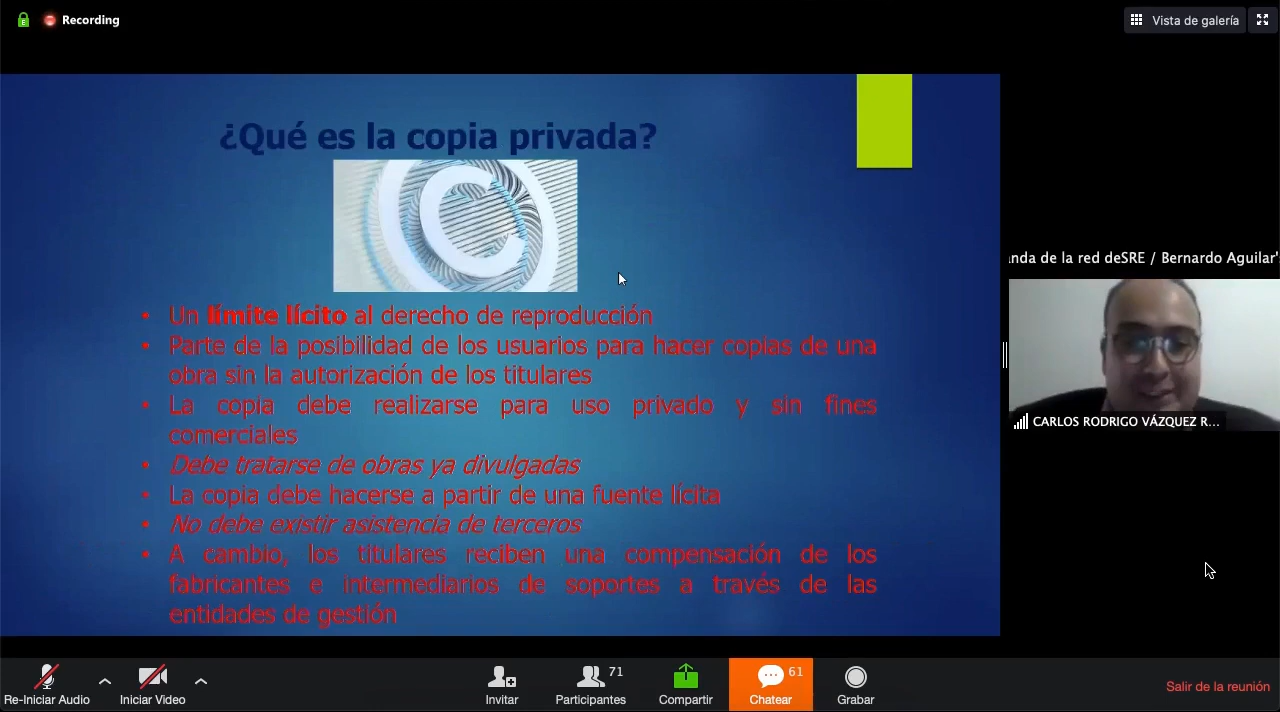 Recording
Vista de galería
¿Qué es la copia privada?
• Un límite lícito al derecho de reproducción
• Parte de la posibilidad de los usuarios para hacer copias de una
obra sin la autorización de los titulares
• La copia debe realizarse para uso privado y sin fines
comerciales
• Debe tratarse de obras ya divulgadas
• La copia debe hacerse a partir de una fuente lícita
• No debe existir asistencia de terceros
• A cambio, los titulares reciben una compensación de los
fabricantes e intermediarios de soportes a través de las
entidades de gestión
de la red deSRE / Bernardo Aguilar's
CARLOS RODRIGO VÁZQUEZ R...
Re-Iniciar Audio
Iniciar Video
Invitar
71
Participantes
Compartir
61
Chatear
Grabar
Salir de la reunión